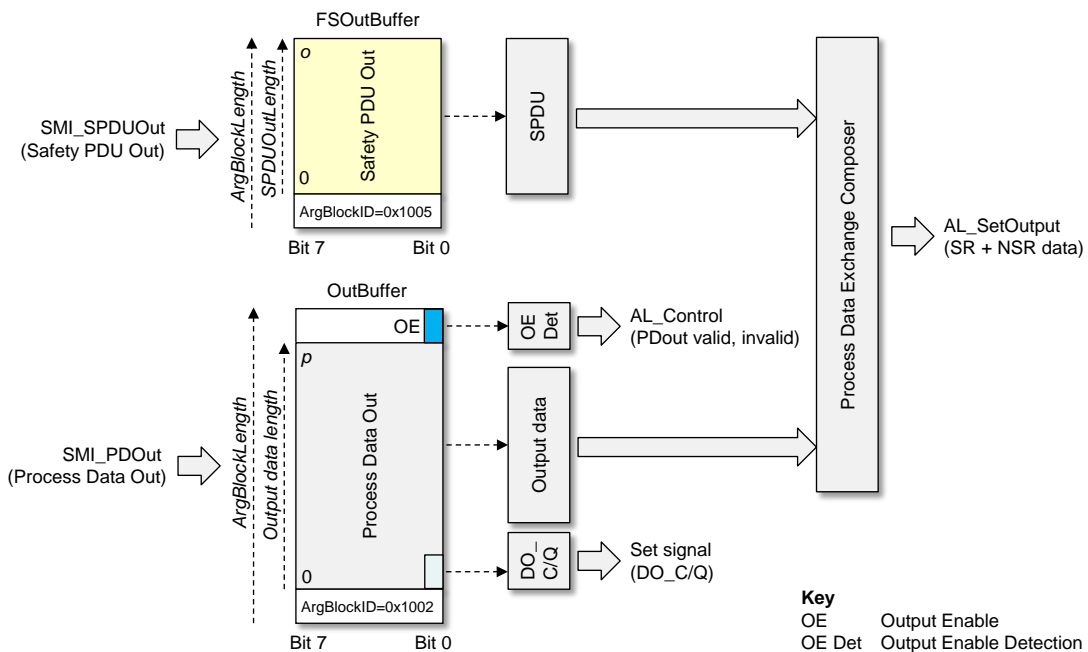 FSOutBuffer
ArgBlockLength
SPDUOutLength
o
Safety PDU Out
0
ArgBlockID=0x1005
Bit 7 Bit 0
SMI_SPDUOut
(Safety PDU Out)
SPDU
Process Data Exchange Composer
AL_SetOutput
(SR + NSR data)
OutBuffer
ArgBlockLength
Output data length
OE
p
Process Data Out
0
ArgBlockID=0x1002
Bit 7 Bit 0
SMI_PDOut
(Process Data Out)
OE
Det
AL_Control
(PDout valid, invalid)
Output data
DO_
C/Q
Set signal
(DO_C/Q)
Key
OE Output Enable
OE Det Output Enable Detection